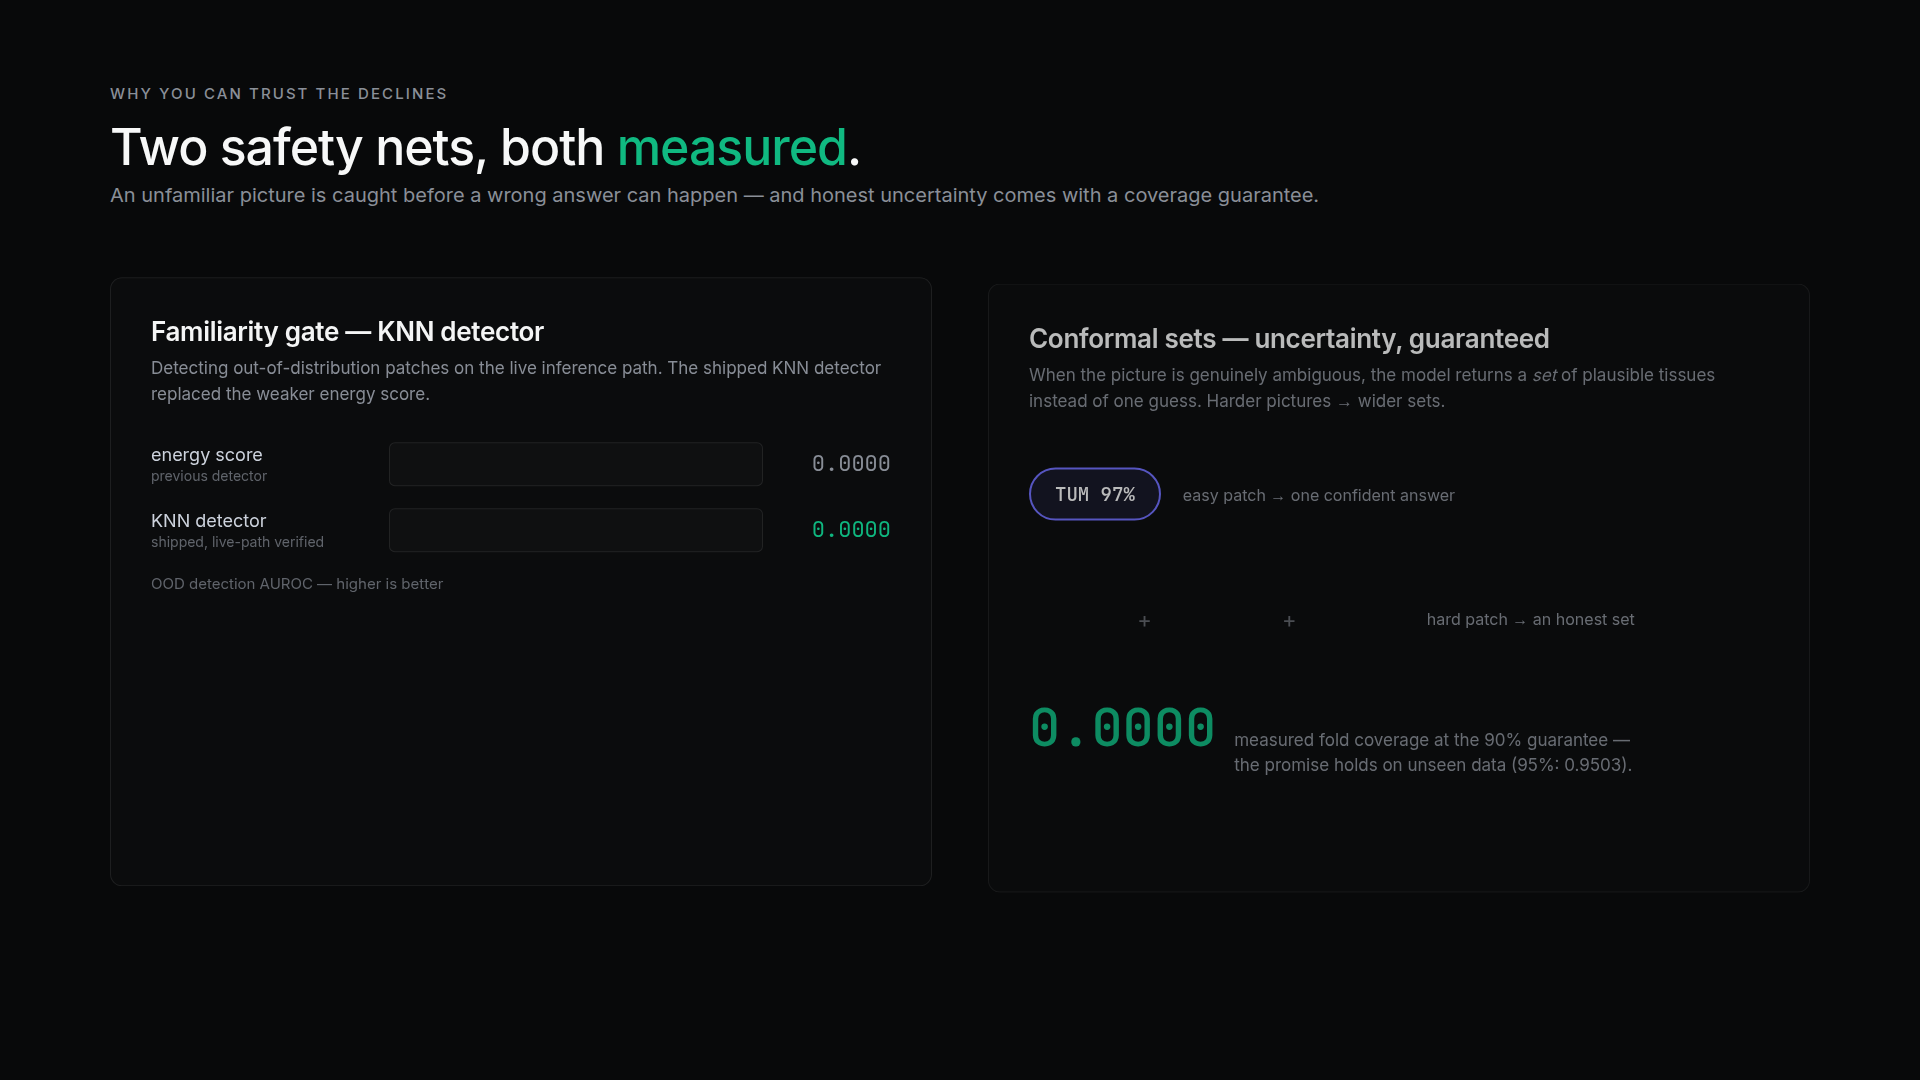 WHY YOU CAN TRUST THE DECLINES
Two safety nets, both measured.
An unfamiliar picture is caught before a wrong answer can happen — and honest uncertainty comes with a coverage guarantee.
Familiarity gate — KNN detector
Detecting out-of-distribution patches on the live inference path. The shipped KNN detector
replaced the weaker energy score.
energy score
previous detector
0.0000
KNN detector
shipped, live-path verified
0.0000
OOD detection AUROC — higher is better
Conformal sets — uncertainty, guaranteed
When the picture is genuinely ambiguous, the model returns a set of plausible tissues
instead of one guess. Harder pictures → wider sets.
TUM 97%
easy patch → one confident answer
+ + hard patch → an honest set
0.0000
measured fold coverage at the 90% guarantee —
the promise holds on unseen data (95%: 0.9503).